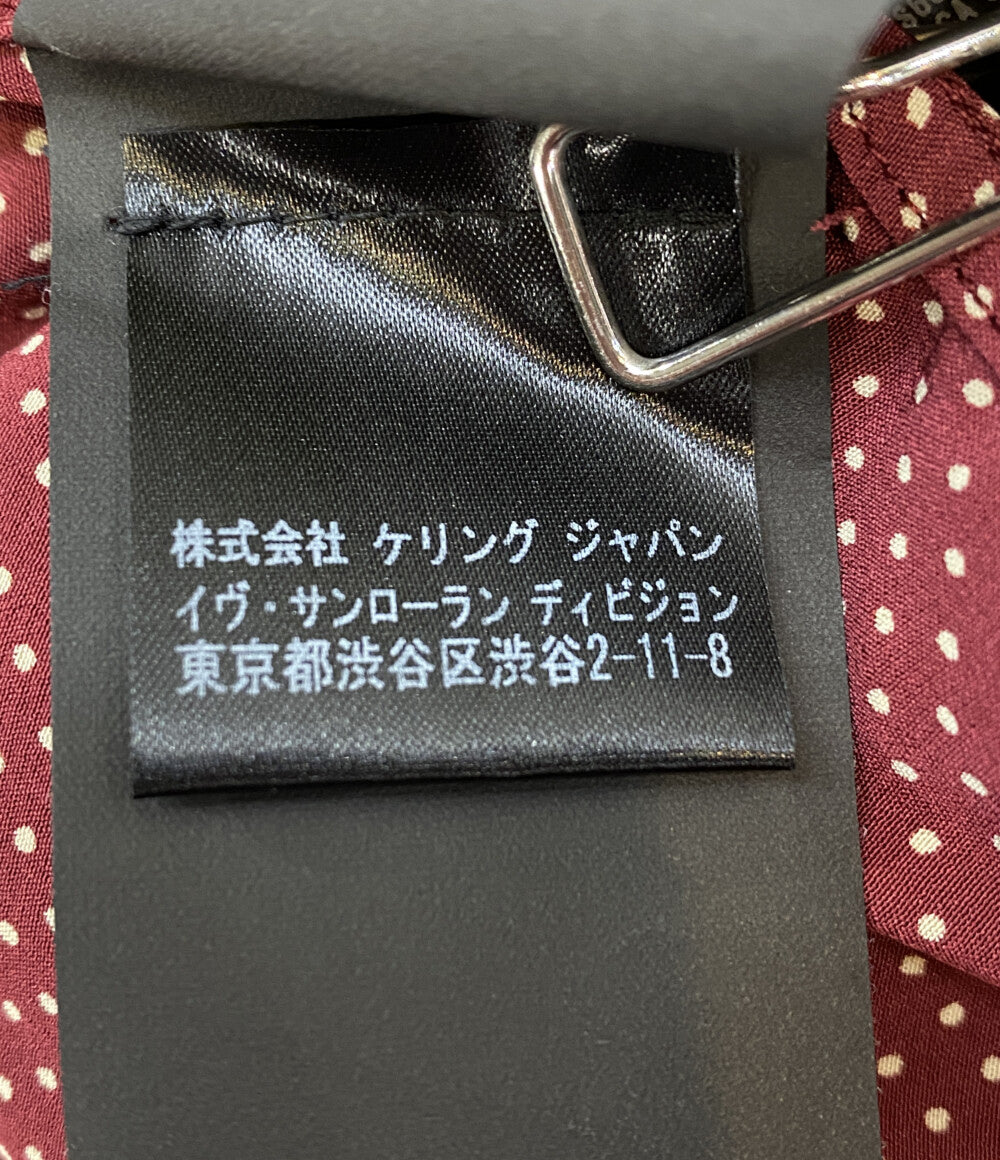 株式会社 ケリング ジャパン
イヴ・サンローラン ディビジョン
東京都渋谷区渋谷2-11-8